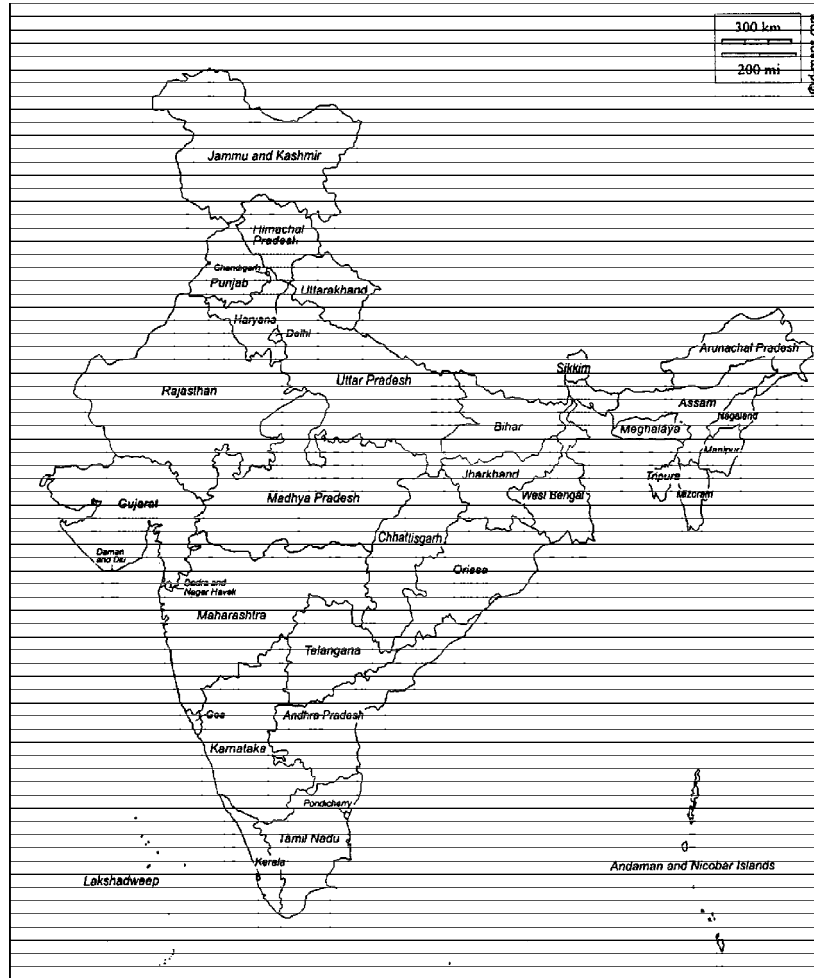 300 km
200 mi
Jammu and Kashmir
Himachal
Pradesh
Chandigarh
Punjab
Uttarakhand
Haryana
Delhi
Arunachal Pradesh
Sikkim
Rajasthan
Uttar Pradesh
Assam
Nagaland
Bihar
Meghalaya
Manipur
Jharkhand
Tripura
Gujarat
Madhya Pradesh
West Bengal
Mizoram
Chhattisgarh
Daman
and Diu
Orissa
Dadra and
Nagar Haveli
Maharashtra
Telangana
Goa
Andhra Pradesh
Karnataka
Pondicherry
Tamil Nadu
Kerala
Lakshadweep
Andaman and Nicobar Islands